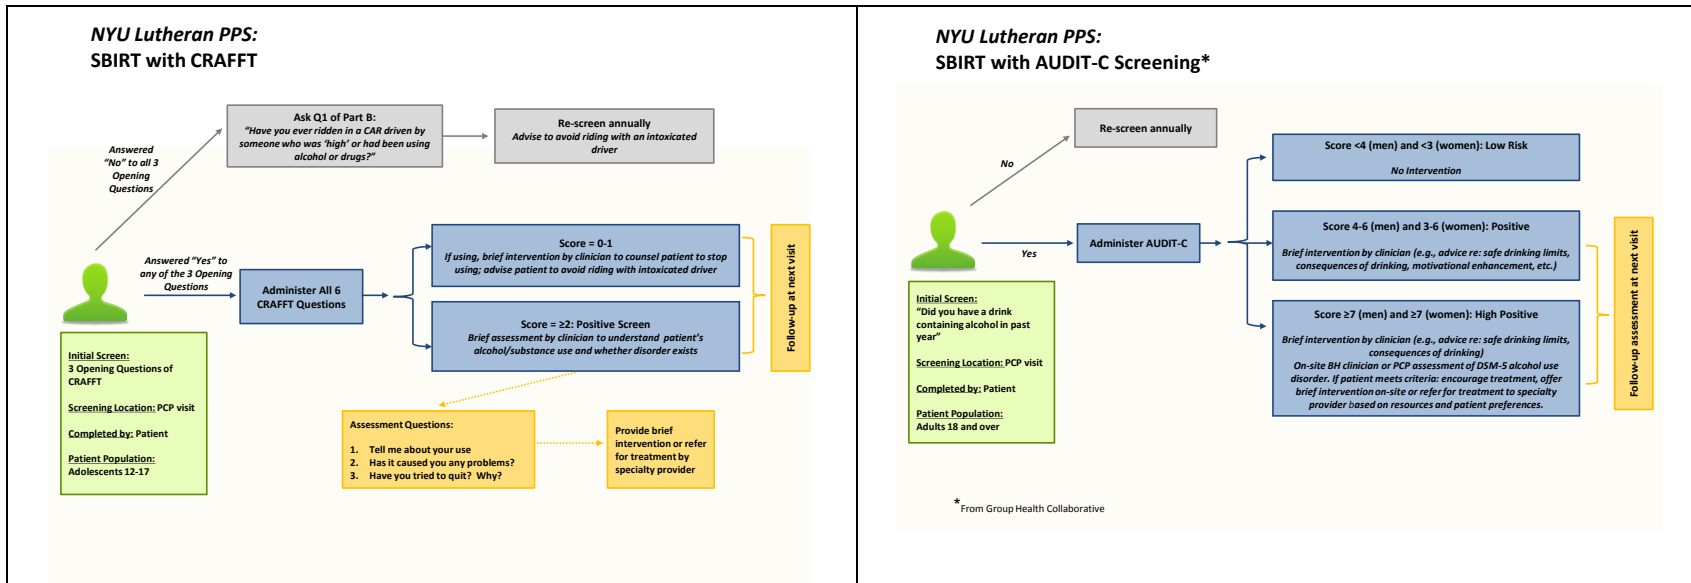 NYU Lutheran PPS:
SBIRT with CRAFFT
Ask Q1 of Part B:
"Have you ever ridden in a CAR driven by
someone who was 'high' or had been using
alcohol or drugs?"
Re-screen annually
Advise to avoid riding with an intoxicated
driver
Answered
"No" to all 3
Opening
Questions
Answered "Yes" to
any of the 3 Opening
Questions
Administer All 6
CRAFFT Questions
Score = 0-1
If using, brief intervention by clinician to counsel patient to stop
using; advise patient to avoid riding with intoxicated driver
Score = ≥2: Positive Screen
Brief assessment by clinician to understand patient's
alcohol/substance use and whether disorder exists
Follow-up at next visit
Initial Screen:
3 Opening Questions of
CRAFFT
Screening Location: PCP visit
Completed by: Patient
Patient Population:
Adolescents 12-17
Assessment Questions:
1. Tell me about your use
2. Has it caused you any problems?
3. Have you tried to quit? Why?
Provide brief
intervention or refer
for treatment by
specialty provider
NYU Lutheran PPS:
SBIRT with AUDIT-C Screening*
Re-screen annually
No
Yes
Administer AUDIT-C
Score <4 (men) and <3 (women): Low Risk
No Intervention
Score 4-6 (men) and 3-6 (women): Positive
Brief intervention by clinician (e.g., advice re: safe drinking limits,
consequences of drinking, motivational enhancement, etc.)
Score ≥7 (men) and ≥7 (women): High Positive
Brief intervention by clinician (e.g., advice re: safe drinking limits,
consequences of drinking)
On-site BH clinician or PCP assessment of DSM-5 alcohol use
disorder. If patient meets criteria: encourage treatment, offer
brief intervention on-site or refer for treatment to specialty
provider based on resources and patient preferences.
Follow-up assessment at next visit
Initial Screen:
"Did you have a drink
containing alcohol in past
year"
Screening Location: PCP visit
Completed by: Patient
Patient Population:
Adults 18 and over
*From Group Health Collaborative